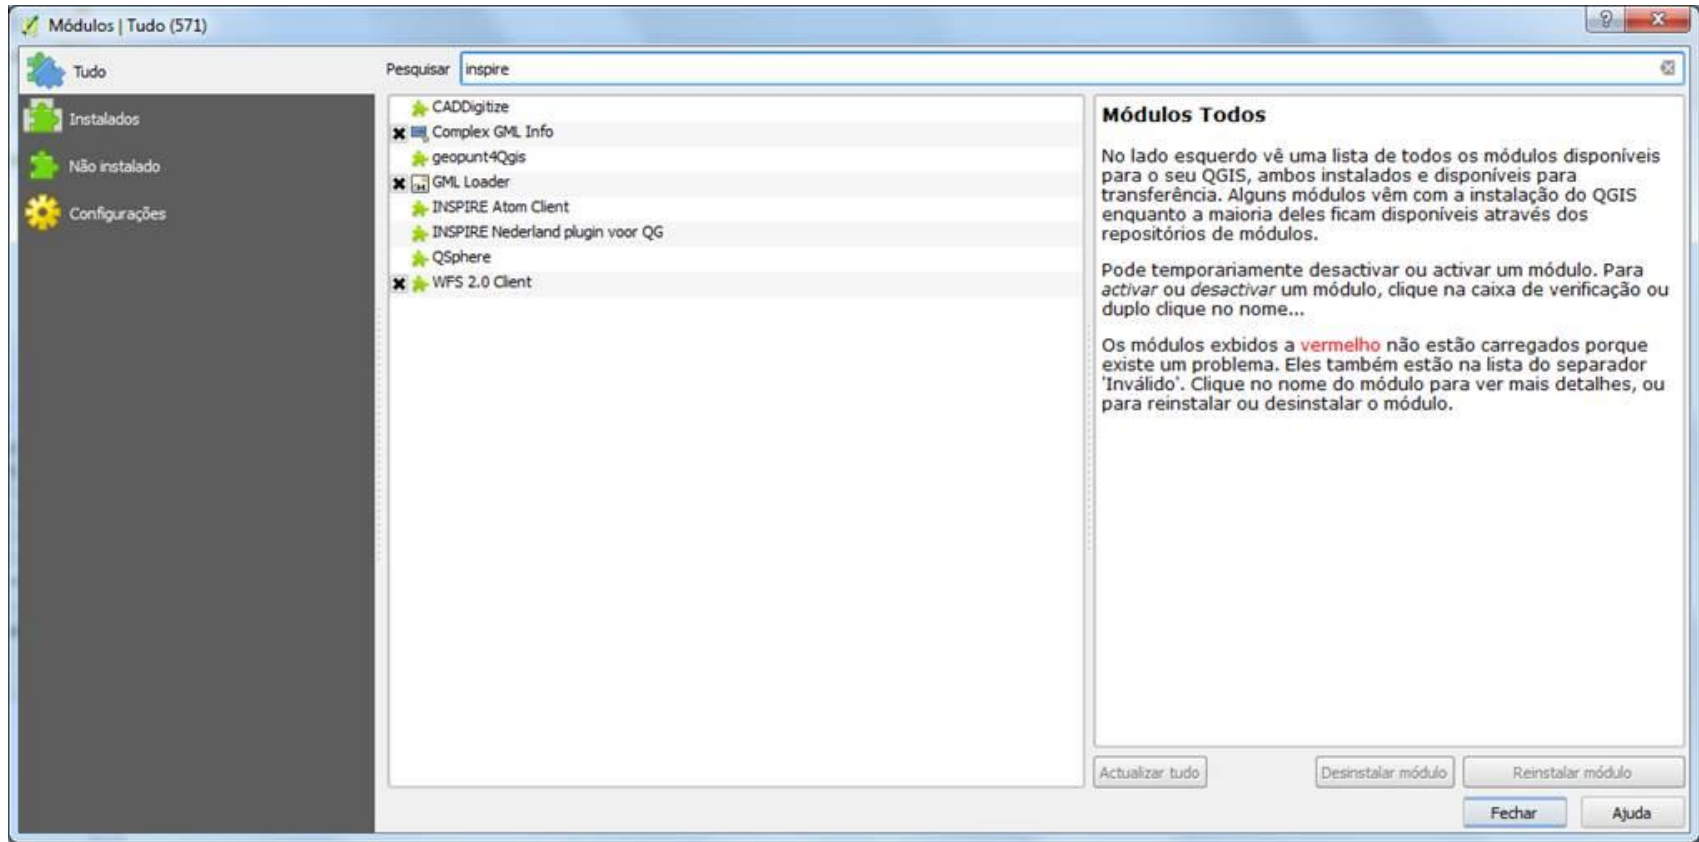 Módulos | Tudo (571)
Tudo
Instalados
Não instalado
Configurações
Pesquisar inspire
CADDigitize
Complex GML Info
geopunt4Qgis
GML Loader
INSPIRE Atom Client
INSPIRE Nederland plugin voor QG
QSphere
WFS 2.0 Client
Módulos Todos
No lado esquerdo vê uma lista de todos os módulos disponíveis
para o seu QGIS, ambos instalados e disponíveis para
transferência. Alguns módulos vêm com a instalação do QGIS
enquanto a maioria deles ficam disponíveis através dos
repositórios de módulos.
Pode temporariamente desactivar ou activar um módulo. Para
activar ou desactivar um módulo, clique na caixa de verificação ou
duplo clique no nome...
Os módulos exbidos a vermelho não estão carregados porque
existe um problema. Eles também estão na lista do separador
'Inválido'. Clique no nome do módulo para ver mais detalhes, ou
para reinstalar ou desinstalar o módulo.
Actualizar tudo
Desinstalar módulo
Reinstalar módulo
Fechar
Ajuda